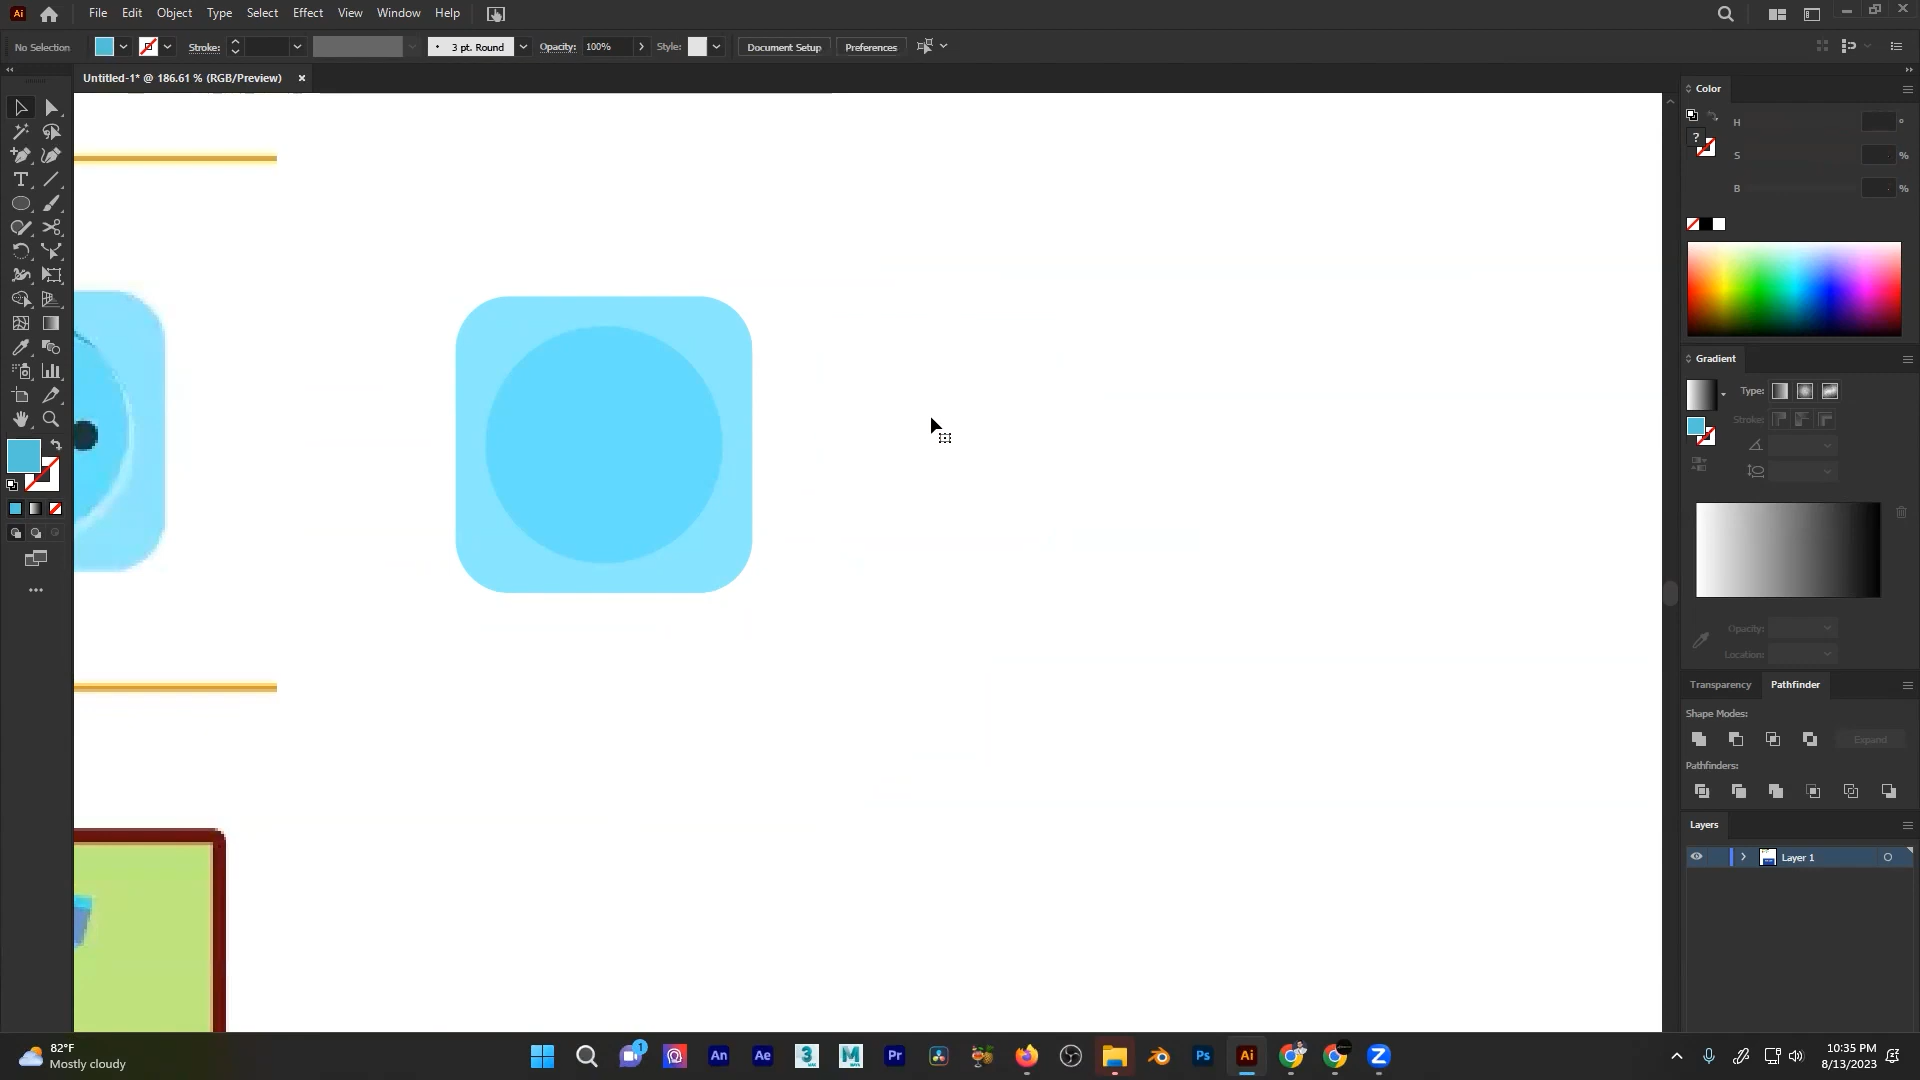 Ai File Edit Object Type Select Effect View Window Help
No Selection Stroke: 3 pt. Round Opacity: 100% Style: Document Setup Preferences
Untitled-1* @ 186.61 % (RGB/Preview) ×
Color
H °
? S %
B %
Gradient
Type:
Stroke:
Opacity:
Location:
Transparency Pathfinder
Shape Modes:
Expand
Pathfinders:
Layers
Layer 1
82°F
Mostly cloudy
1
An Ae 3 M Pr Ps Ai Z
10:35 PM
8/13/2023